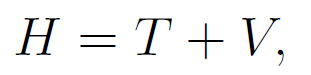 H = T + V,